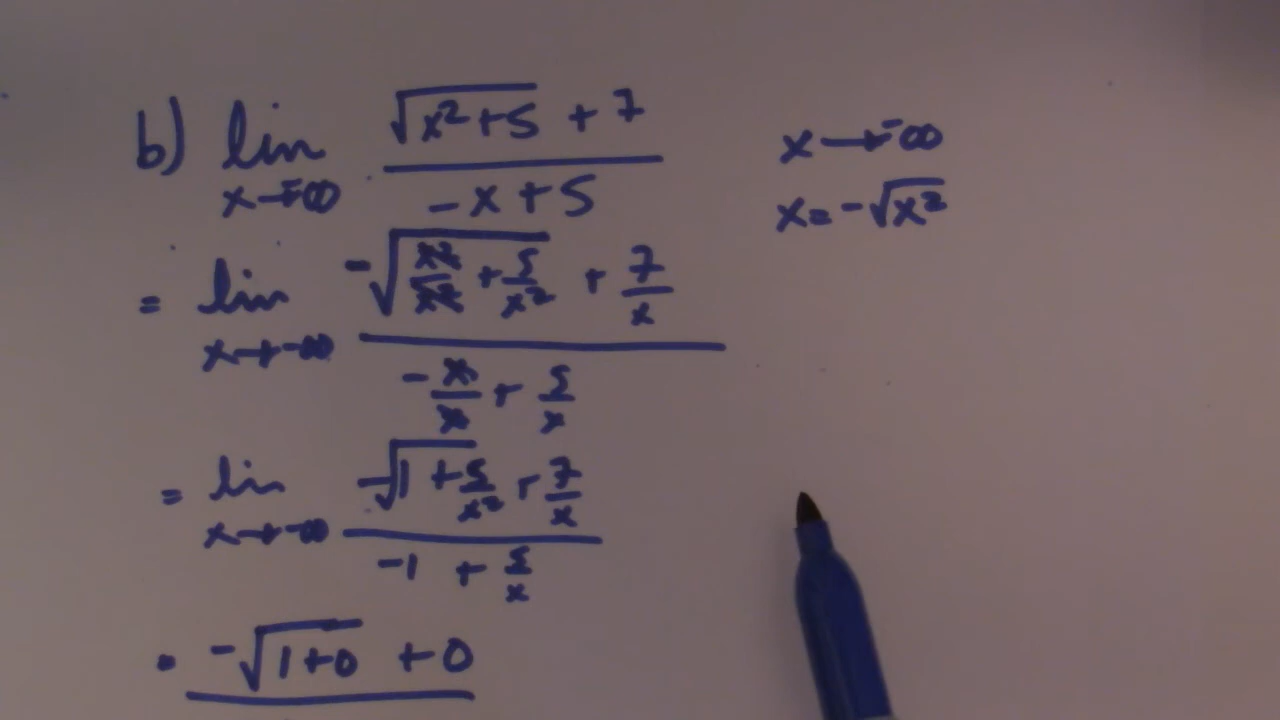 b) lim x→-∞ (√(x²+5) + 7)/(-x+5)
x→-∞
x = -√x²
= lim x→-∞ (-√(x²/x² + 5/x²) + 7/x)/(-x/x + 5/x)
= lim x→-∞ (-√(1 + 5/x²) + 7/x)/(-1 + 5/x)
= -√(1+0) + 0